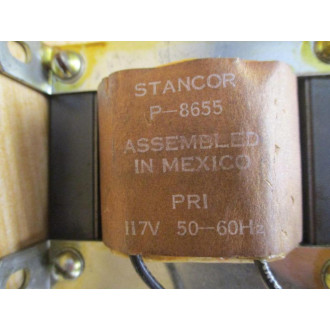 STANCOR
P-8655
ASSEMBLED
IN MEXICO
PRI
117V 50--60Hz